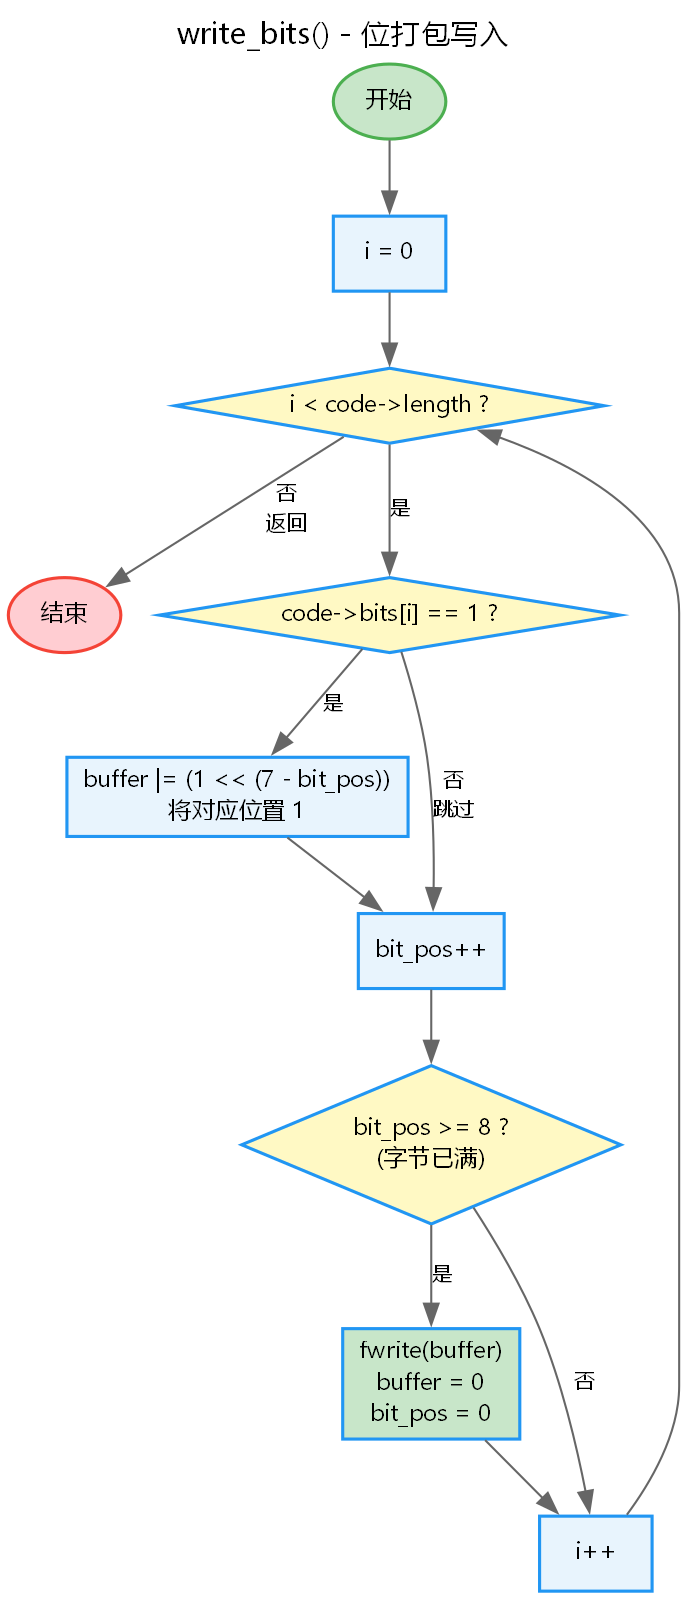 write_bits() - 位打包写入
开始
i = 0
i < code->length ?
否
返回
是
结束
code->bits[i] == 1 ?
是
buffer |= (1 << (7 - bit_pos))
将对应位置 1
否
跳过
bit_pos++
bit_pos >= 8 ?
(字节已满)
是
fwrite(buffer)
buffer = 0
bit_pos = 0
否
i++